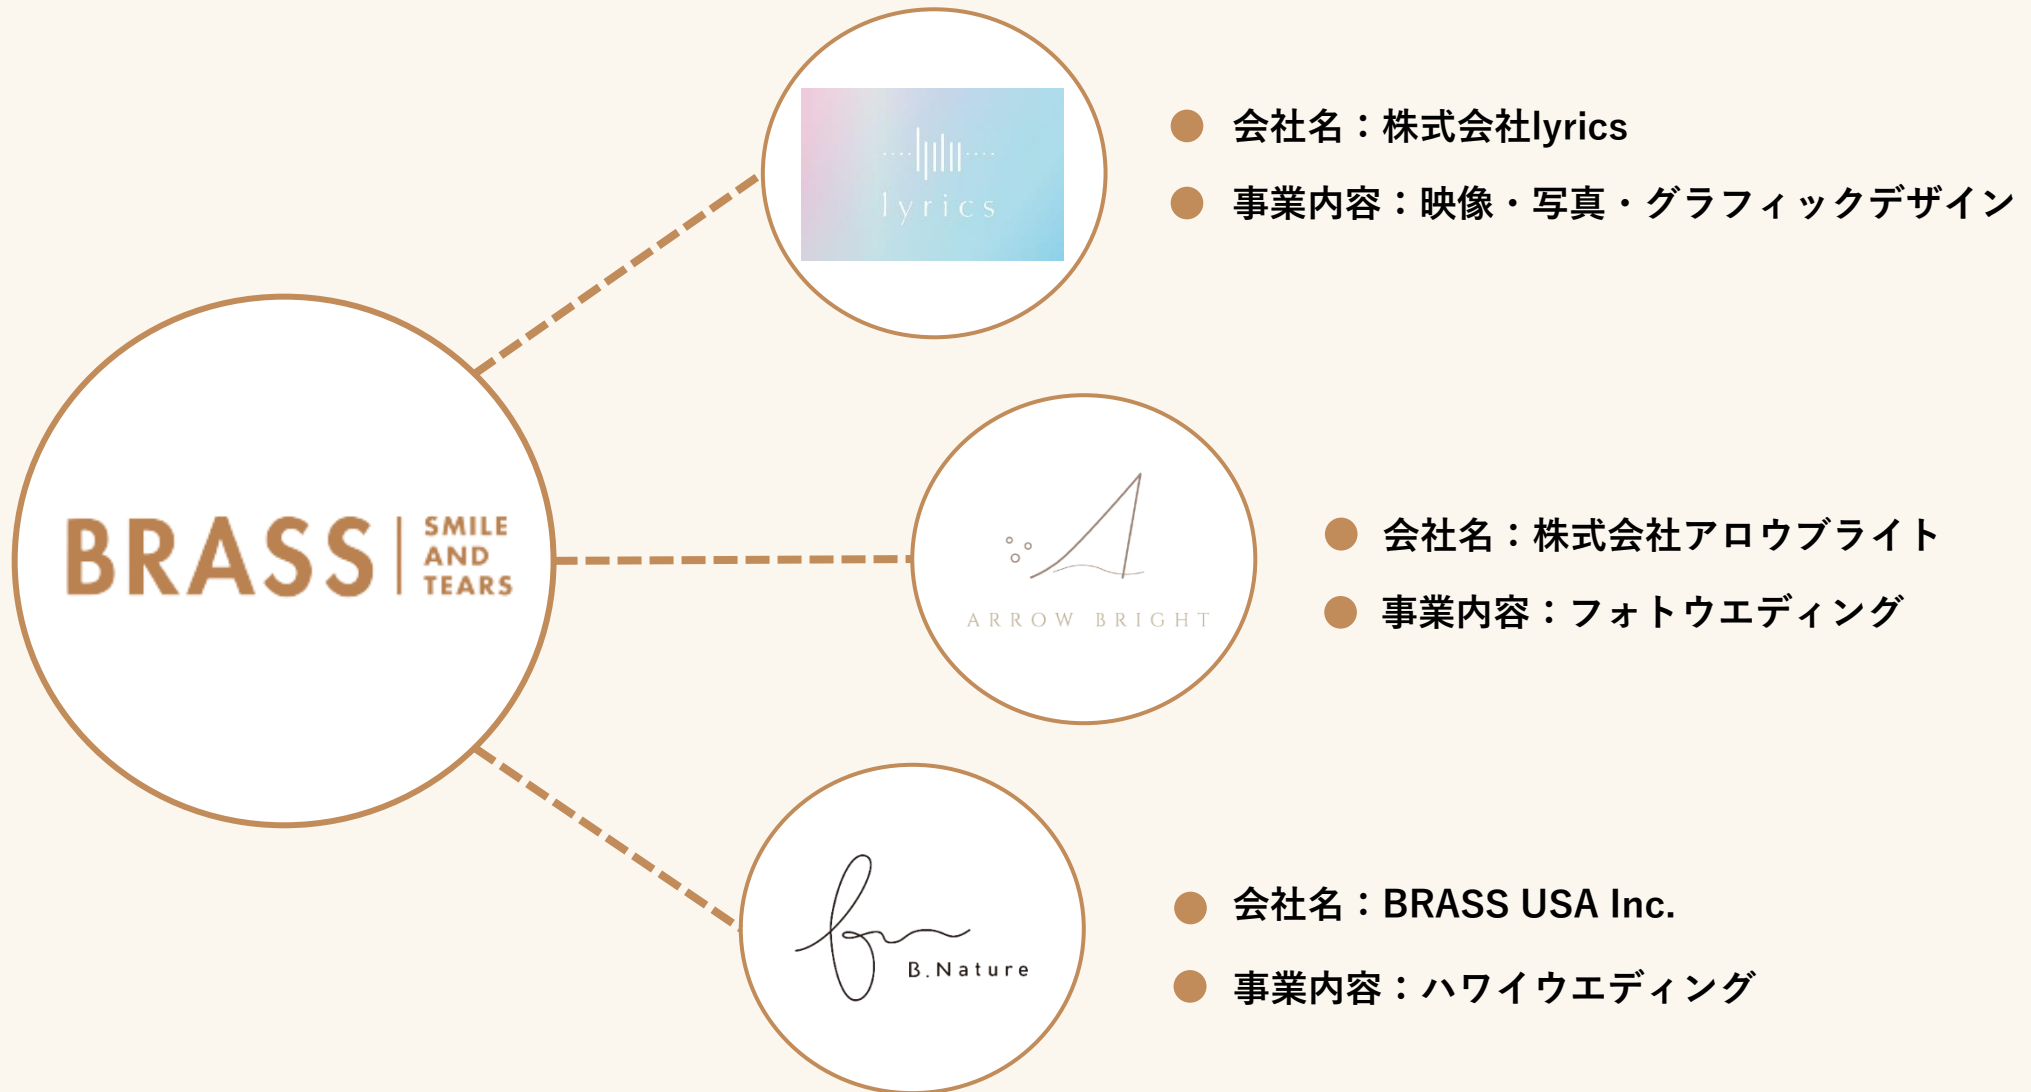 lyrics
会社名：株式会社lyrics
事業内容：映像・写真・グラフィックデザイン
BRASS
SMILE
AND
TEARS
ARROW BRIGHT
会社名：株式会社アロウブライト
事業内容：フォトウエディング
B.Nature
会社名：BRASS USA Inc.
事業内容：ハワイウエディング